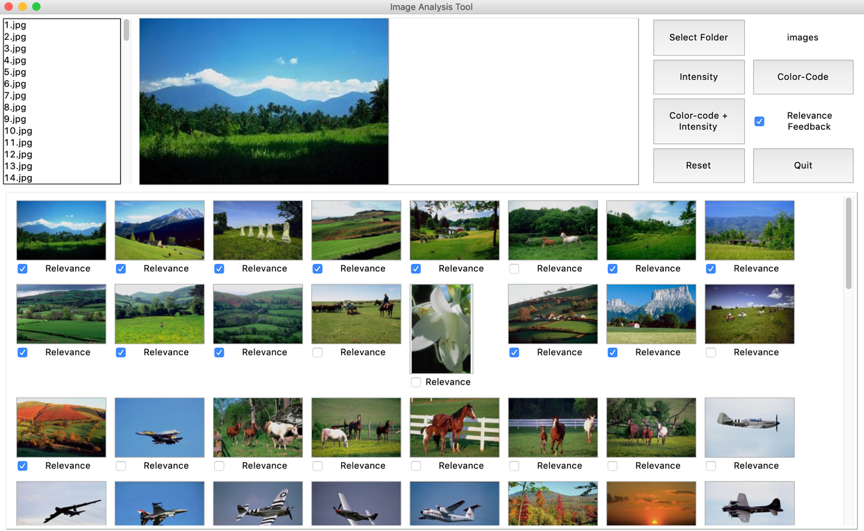 Image Analysis Tool
1.jpg
2.jpg
3.jpg
4.jpg
5.jpg
6.jpg
7.jpg
8.jpg
9.jpg
10.jpg
11.jpg
12.jpg
13.jpg
14.jpg
Select Folder
images
Intensity
Color-Code
Color-code +
Intensity
Relevance
Feedback
Reset
Quit
Relevance Relevance Relevance Relevance Relevance Relevance Relevance Relevance
Relevance Relevance Relevance Relevance Relevance Relevance Relevance
Relevance
Relevance Relevance Relevance Relevance Relevance Relevance Relevance Relevance